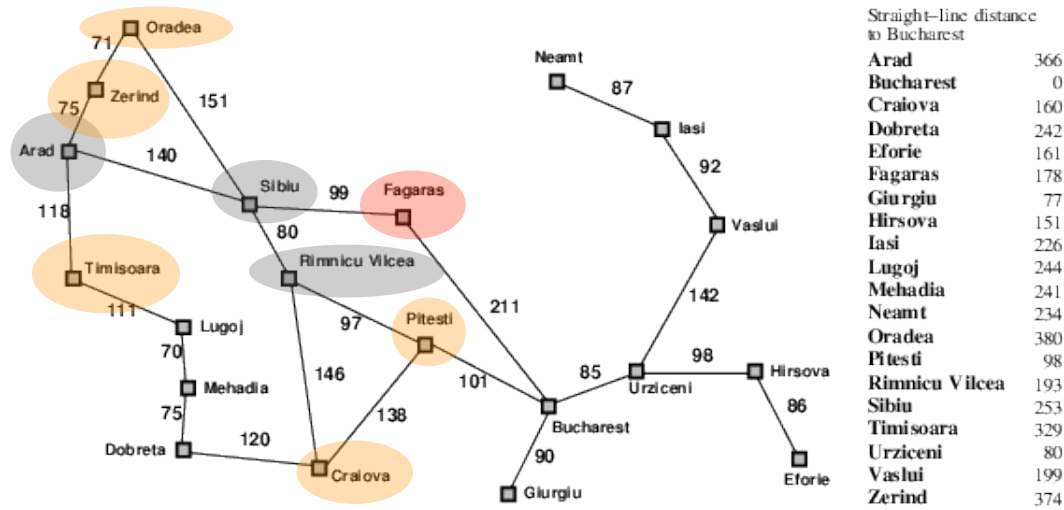 Oradea
71
Zerind
75
151
Arad
140
118
Sibiu
99
Fagaras
80
Timisoara
Rimnicu Vilcea
111
Lugoj
97
Pitesti
211
70
146
101
Mehadia
75
138
Dobreta
120
Craiova
Neamt
87
Iasi
92
Vaslui
142
98
Hirsova
85
Urziceni
86
Bucharest
90
Giurgiu
Eforie
Straight–line distance
to Bucharest
Arad 366
Bucharest 0
Craiova 160
Dobreta 242
Eforie 161
Fagaras 178
Giurgiu 77
Hirsova 151
Iasi 226
Lugoj 244
Mehadia 241
Neamt 234
Oradea 380
Pitesti 98
Rimnicu Vilcea 193
Sibiu 253
Timisoara 329
Urziceni 80
Vaslui 199
Zerind 374